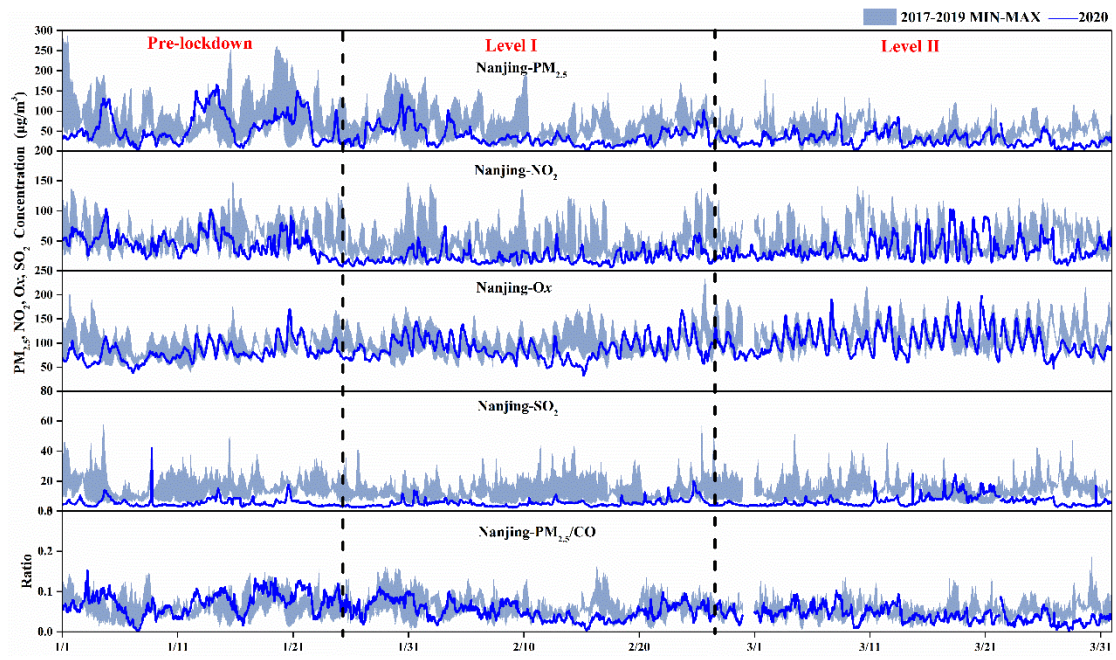 2017-2019 MIN-MAX 2020
Pre-lockdown Level I Level II
PM2.5, NO2, Ox, SO2 Concentration (μg/m³)
300
250
200
150
100
50
200
Nanjing-PM2.5
150
100
50
250
Nanjing-NO2
200
150
100
50
80
Nanjing-Ox
60
40
20
0.0
Nanjing-SO2
Ratio
0.2
0.1
0.0
Nanjing-PM2.5/CO
1/1 1/11 1/21 1/31 2/10 2/20 3/1 3/11 3/21 3/31